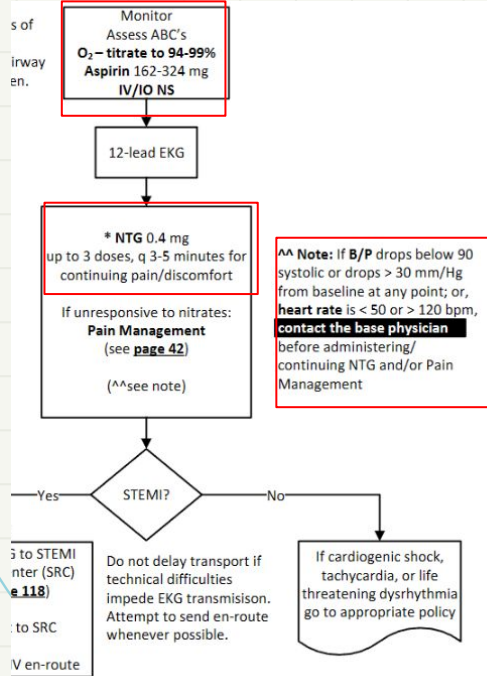 s of
irway
en.
Monitor
Assess ABC's
O₂ – titrate to 94-99%
Aspirin 162-324 mg
IV/IO NS
12-lead EKG
* NTG 0.4 mg
up to 3 doses, q 3-5 minutes for
continuing pain/discomfort
If unresponsive to nitrates:
Pain Management
(see page 42)
(^^see note)
^^ Note: If B/P drops below 90
systolic or drops > 30 mm/Hg
from baseline at any point; or,
heart rate is < 50 or > 120 bpm,
contact the base physician
before administering/
continuing NTG and/or Pain
Management
Yes
STEMI?
No
G to STEMI
nter (SRC)
e 118)
t to SRC
IV en-route
Do not delay transport if
technical difficulties
impede EKG transmisison.
Attempt to send en-route
whenever possible.
If cardiogenic shock,
tachycardia, or life
threatening dysrhythmia
go to appropriate policy